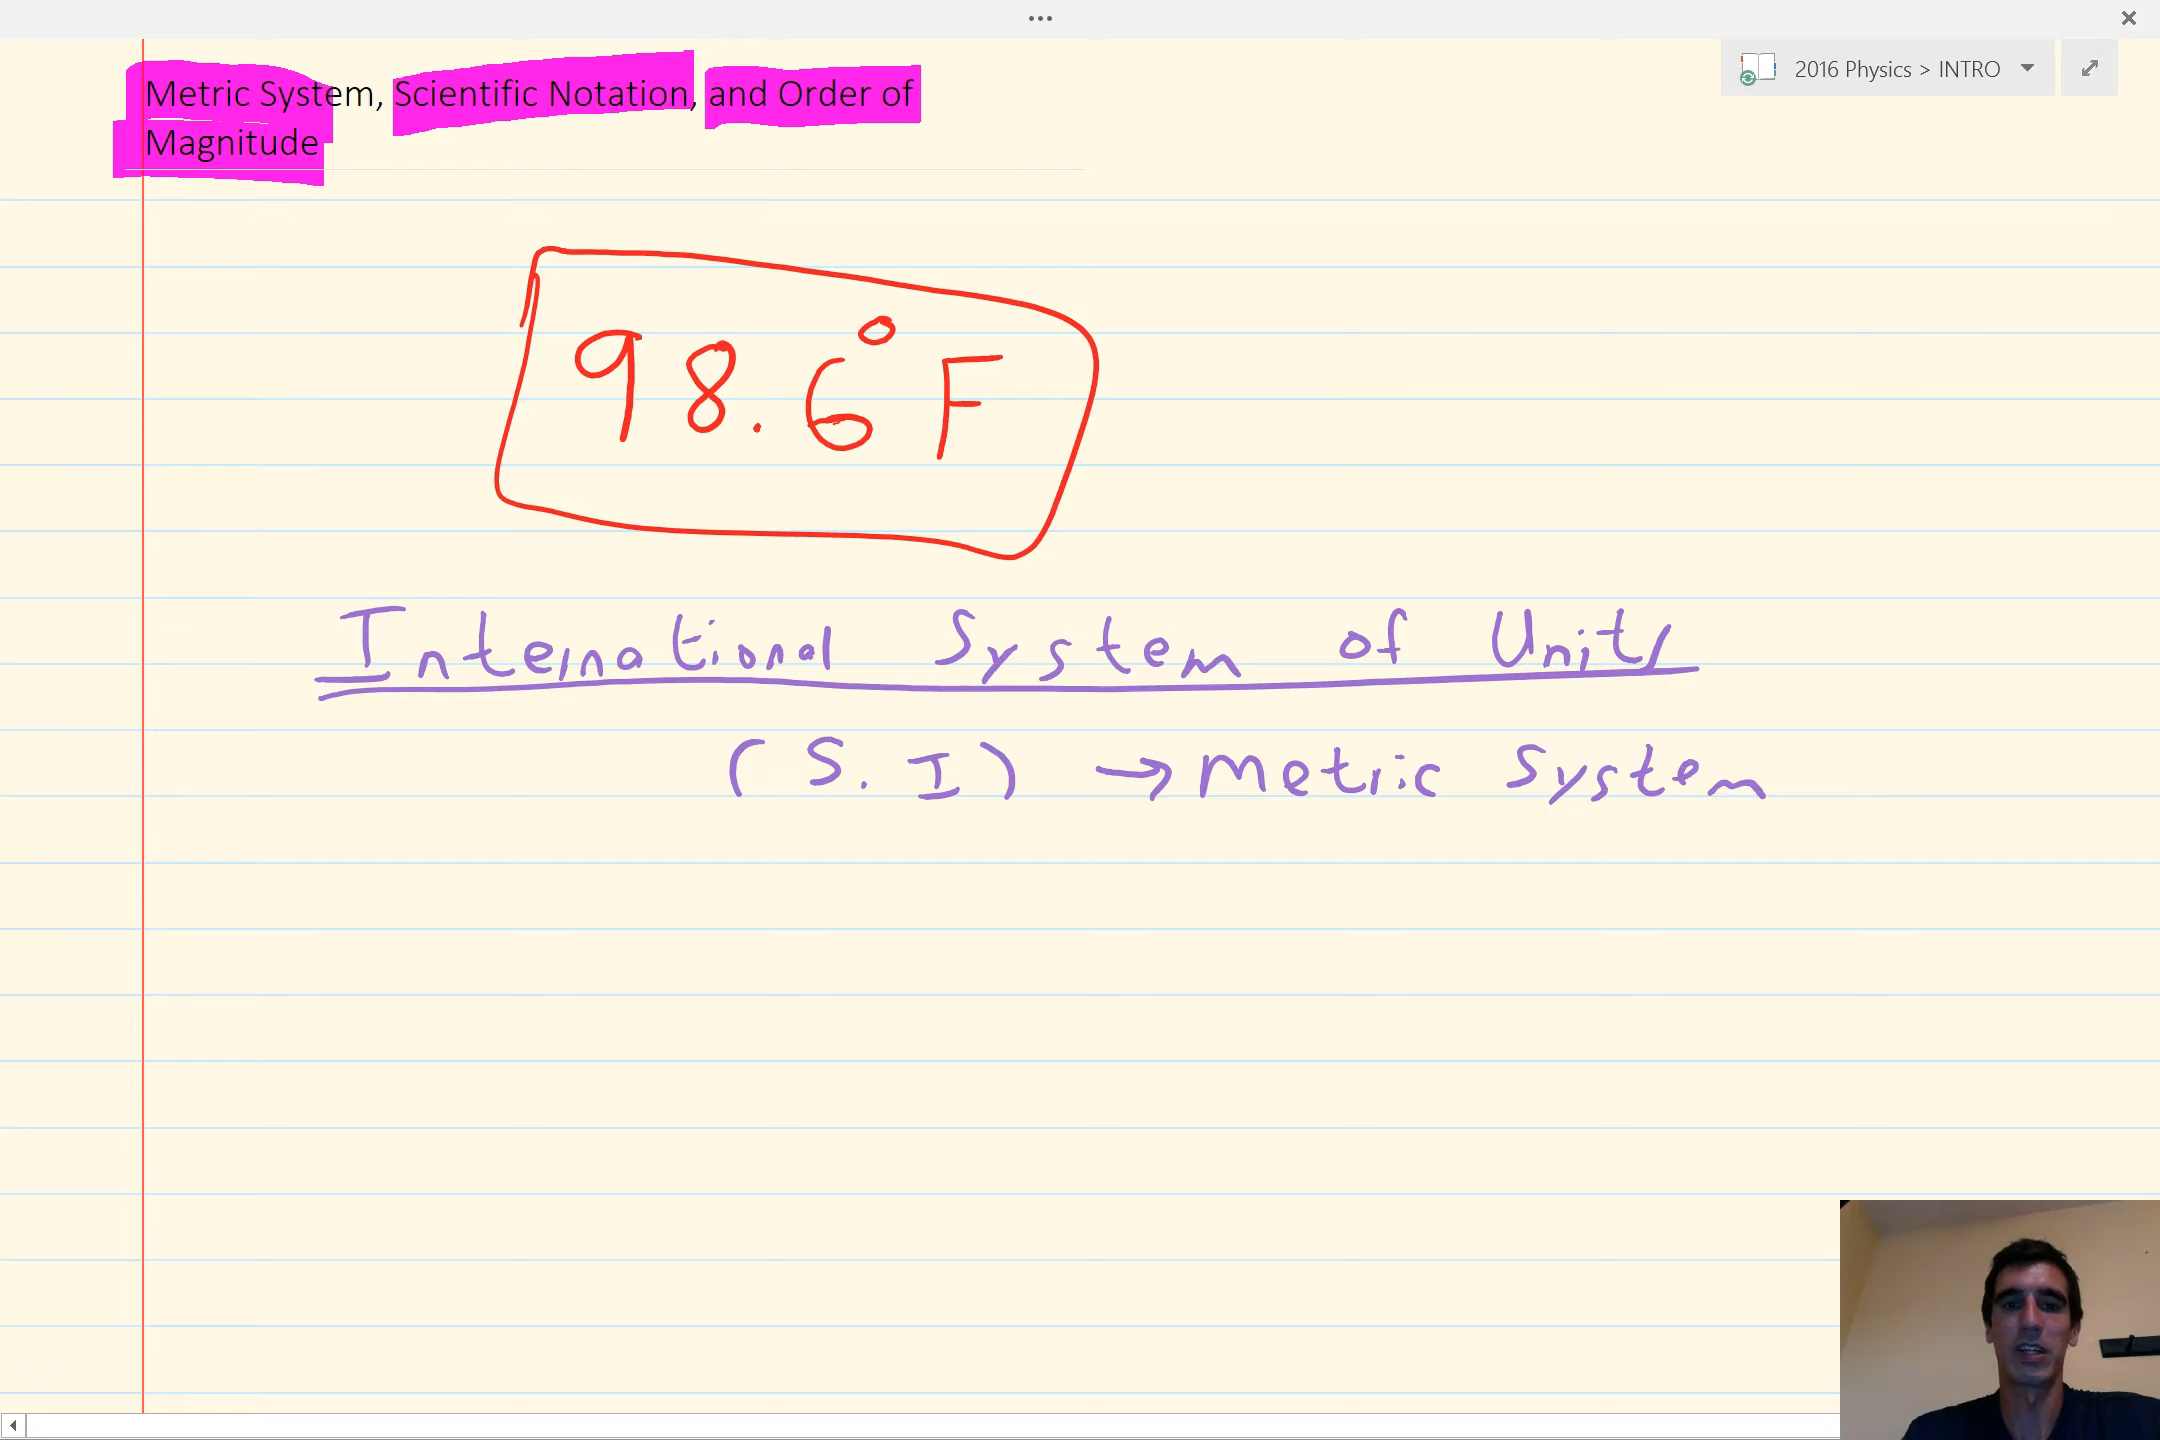 2016 Physics > INTRO
Metric System, Scientific Notation, and Order of
Magnitude
98.6°F
International System of Units
(S.I) → Metric System